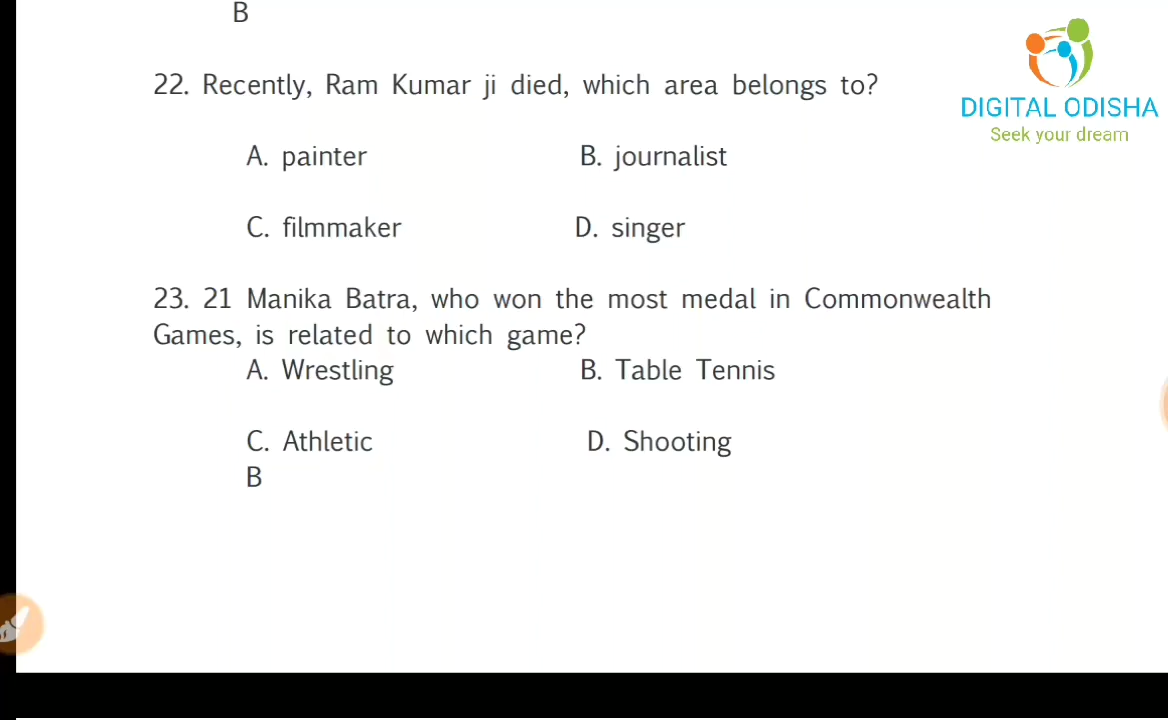 B
22. Recently, Ram Kumar ji died, which area belongs to?
DIGITAL ODISHA
Seek your dream
A. painter B. journalist
C. filmmaker D. singer
23. 21 Manika Batra, who won the most medal in Commonwealth
Games, is related to which game?
A. Wrestling B. Table Tennis
C. Athletic D. Shooting
B